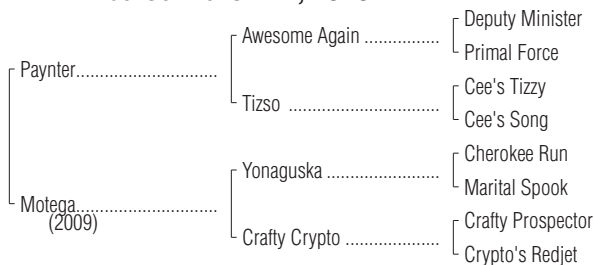 Deputy Minister
Awesome Again ................
Primal Force
Paynter..............................
Cee's Tizzy
Tizso ................................
Cee's Song
Cherokee Run
Yonaguska ........................
Marital Spook
Motega..............................
(2009)
Crafty Prospector
Crafty Crypto ....................
Crypto's Redjet